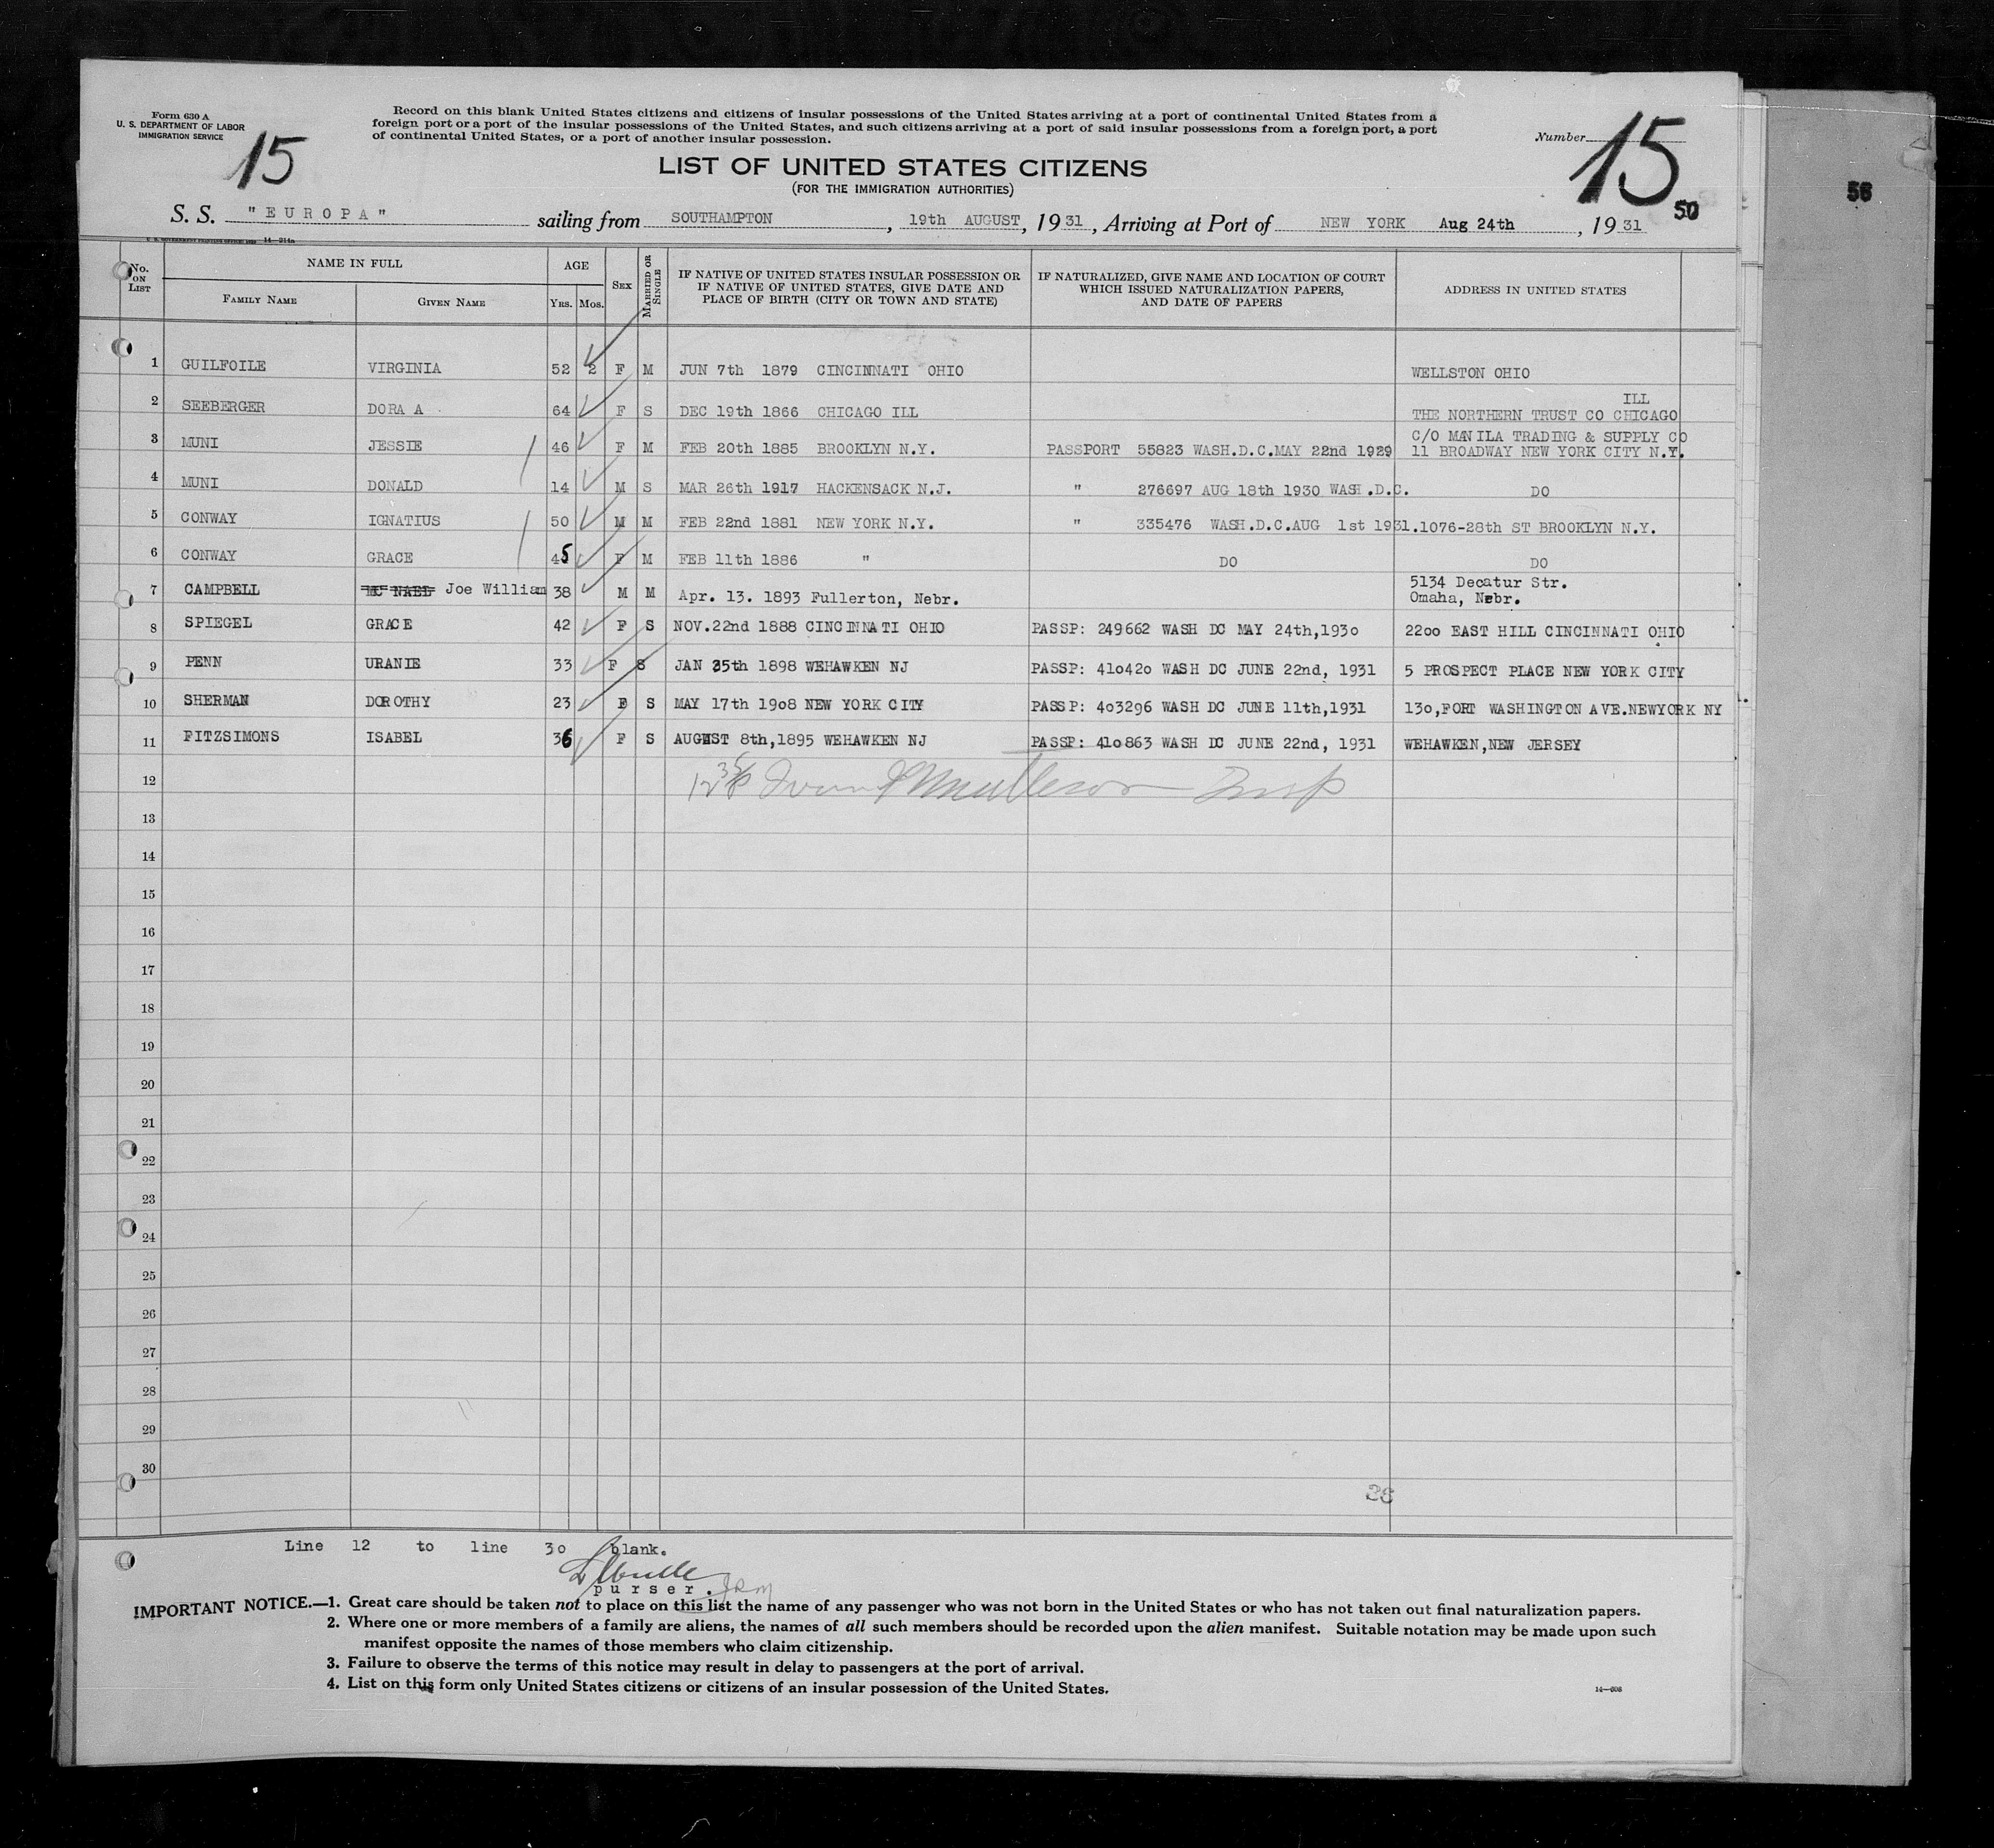 Form 630 A
U. S. DEPARTMENT OF LABOR
IMMIGRATION SERVICE
15
Record on this blank United States citizens and citizens of insular possessions of the United States arriving at a port of continental United States from a
foreign port or a port of the insular possessions of the United States, and such citizens arriving at a port of said insular possessions from a foreign port, a port
of continental United States, or a port of another insular possession.
Number 15
50
56
LIST OF UNITED STATES CITIZENS
(FOR THE IMMIGRATION AUTHORITIES)
S. S. "EUROPA" sailing from SOUTHAMPTON, 19th AUGUST, 1931, Arriving at Port of NEW YORK Aug 24th, 1931
No. ON LIST
NAME IN FULL
FAMILY NAME
GIVEN NAME
AGE
YRS. MOS.
SEX
MARRIED OR SINGLE
IF NATIVE OF UNITED STATES INSULAR POSSESSION OR
IF NATIVE OF UNITED STATES, GIVE DATE AND
PLACE OF BIRTH (CITY OR TOWN AND STATE)
IF NATURALIZED, GIVE NAME AND LOCATION OF COURT
WHICH ISSUED NATURALIZATION PAPERS,
AND DATE OF PAPERS
ADDRESS IN UNITED STATES
1 GUILFOILE VIRGINIA 52 2 F M JUN 7th 1879 CINCINNATI OHIO WELLSTON OHIO
2 SEEBERGER DORA A 64 F S DEC 19th 1866 CHICAGO ILL THE NORTHERN TRUST CO CHICAGO ILL
3 MUNI JESSIE 46 F M FEB 20th 1885 BROOKLYN N.Y. PASSPORT 55823 WASH.D.C.MAY 22nd 1929 C/O MANILA TRADING & SUPPLY CO
11 BROADWAY NEW YORK CITY N.Y.
4 MUNI DONALD 14 M S MAR 26th 1917 HACKENSACK N.J. " 276697 AUG 18th 1930 WASH.D.C. DO
5 CONWAY IGNATIUS 50 M M FEB 22nd 1881 NEW YORK N.Y. " 335476 WASH.D.C.AUG 1st 1931. 1076-28th ST BROOKLYN N.Y.
6 CONWAY GRACE 45 F M FEB 11th 1886 " DO DO
7 CAMPBELL Mc NABB Joe William 38 M M Apr. 13. 1893 Fullerton, Nebr. 5134 Decatur Str.
Omaha, Nebr.
8 SPIEGEL GRACE 42 F S NOV.22nd 1888 CINCINNATI OHIO PASSP: 249662 WASH DC MAY 24th,1930 2200 EAST HILL CINCINNATI OHIO
9 PENN URANIE 33 F S JAN 25th 1898 WEHAWKEN NJ PASSP: 410420 WASH DC JUNE 22nd, 1931 5 PROSPECT PLACE NEW YORK CITY
10 SHERMAN DOROTHY 23 F S MAY 17th 1908 NEW YORK CITY PASSP: 403296 WASH DC JUNE 11th,1931 130,FORT WASHINGTON AVE.NEWYORK NY
11 FITZSIMONS ISABEL 36 F S AUGUST 8th,1895 WEHAWKEN NJ PASSP: 410863 WASH DC JUNE 22nd, 1931 WEHAWKEN,NEW JERSEY
12
13
14
15
16
17
18
19
20
21
22
23
24
25
26
27
28
29
30
Line 12 to line 30 blank.
purser.
IMPORTANT NOTICE.—1. Great care should be taken not to place on this list the name of any passenger who was not born in the United States or who has not taken out final naturalization papers.
2. Where one or more members of a family are aliens, the names of all such members should be recorded upon the alien manifest. Suitable notation may be made upon such
manifest opposite the names of those members who claim citizenship.
3. Failure to observe the terms of this notice may result in delay to passengers at the port of arrival.
4. List on this form only United States citizens or citizens of an insular possession of the United States.